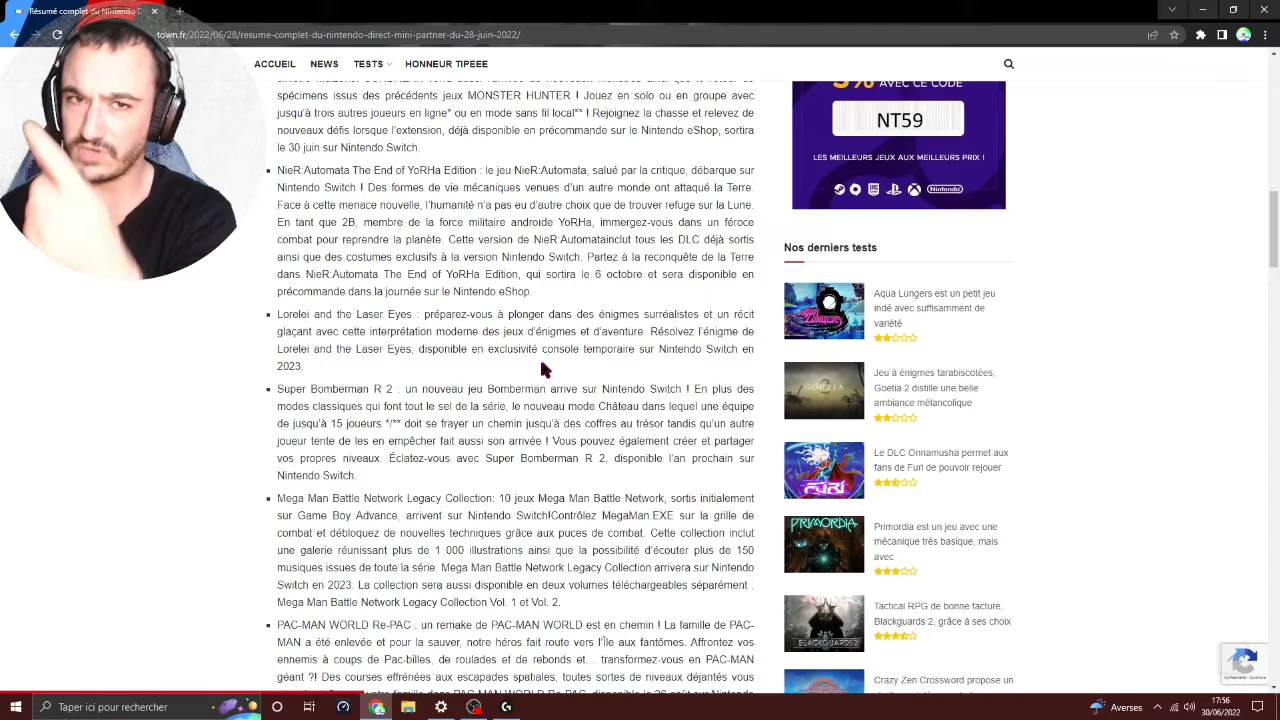 Résumé complet du Nintendo D
town.fr/2022/06/28/resume-complet-du-nintendo-direct-mini-partner-du-28-juin-2022/
ACCUEIL NEWS TESTS HONNEUR TIPEEE
spécimens issus des précédents jeux MONSTER HUNTER ! Jouez en solo ou en groupe avec
jusqu'à trois autres joueurs en ligne* ou en mode sans fil local** ! Rejoignez la chasse et relevez de
nouveaux défis lorsque l'extension, déjà disponible en précommande sur le Nintendo eShop, sortira
le 30 juin sur Nintendo Switch.
NieR:Automata The End of YoRHa Edition : le jeu NieR:Automata, salué par la critique, débarque sur
Nintendo Switch ! Des formes de vie mécaniques venues d'un autre monde ont attaqué la Terre.
Face à cette menace nouvelle, l'humanité n'a pas eu d'autre choix que de trouver refuge sur la Lune.
En tant que 2B, membre de la force militaire androïde YoRHa, immergez-vous dans un féroce
combat pour reprendre la planète. Cette version de NieR:Automatainclut tous les DLC déjà sortis
ainsi que des costumes exclusifs à la version Nintendo Switch. Partez à la reconquête de la Terre
dans NieR:Automata The End of YoRHa Edition, qui sortira le 6 octobre et sera disponible en
précommande dans la journée sur le Nintendo eShop.
Lorelei and the Laser Eyes : préparez-vous à plonger dans des énigmes surréalistes et un récit
glaçant avec cette interprétation moderne des jeux d'énigmes et d'aventure. Résolvez l'énigme de
Lorelei and the Laser Eyes, disponible en exclusivité console temporaire sur Nintendo Switch en
2023.
Super Bomberman R 2 : un nouveau jeu Bomberman arrive sur Nintendo Switch ! En plus des
modes classiques qui font tout le sel de la série, le nouveau mode Château dans lequel une équipe
de jusqu'à 15 joueurs */** doit se frayer un chemin jusqu'à des coffres au trésor tandis qu'un autre
joueur tente de les en empêcher fait aussi son arrivée ! Vous pouvez également créer et partager
vos propres niveaux. Éclatez-vous avec Super Bomberman R 2, disponible l'an prochain sur
Nintendo Switch.
Mega Man Battle Network Legacy Collection: 10 jeux Mega Man Battle Network, sortis initialement
sur Game Boy Advance, arrivent sur Nintendo Switch!Contrôlez MegaMan.EXE sur la grille de
combat et débloquez de nouvelles techniques grâce aux puces de combat. Cette collection inclut
une galerie réunissant plus de 1 000 illustrations ainsi que la possibilité d'écouter plus de 150
musiques issues de toute la série. Mega Man Battle Network Legacy Collection arrivera sur Nintendo
Switch en 2023. La collection sera aussi disponible en deux volumes téléchargeables séparément :
Mega Man Battle Network Legacy Collection Vol. 1 et Vol. 2.
PAC-MAN WORLD Re-PAC : un remake de PAC-MAN WORLD est en chemin ! La famille de PAC-
MAN a été enlevée et pour la sauver, notre héros fait route vers l'Île aux fantômes. Affrontez vos
ennemis à coups de Pac-billes, de roulades et de rebonds et... transformez-vous en PAC-MAN
géant ?! Des courses effrénées aux escapades spatiales, toutes sortes de niveaux déjantés vous
AVEC CE CODE
NT59
LES MEILLEURS JEUX AUX MEILLEURS PRIX !
Nintendo
Nos derniers tests
Aqua Lungers est un petit jeu
indé avec suffisamment de
variété
Jeu à énigmes tarabiscotées,
Goetia 2 distille une belle
ambiance mélancolique
GOETIA
Le DLC Onnamusha permet aux
fans de Furi de pouvoir rejouer
FURI
Primordia est un jeu avec une
mécanique très basique, mais
avec
PRIMORDIA
Tactical RPG de bonne facture,
Blackguards 2, grâce à ses choix
BLACKGUARDS 2
Crazy Zen Crossword propose un
Confidentialité - Conditions
Taper ici pour rechercher
Averses
17:56
30/06/2022